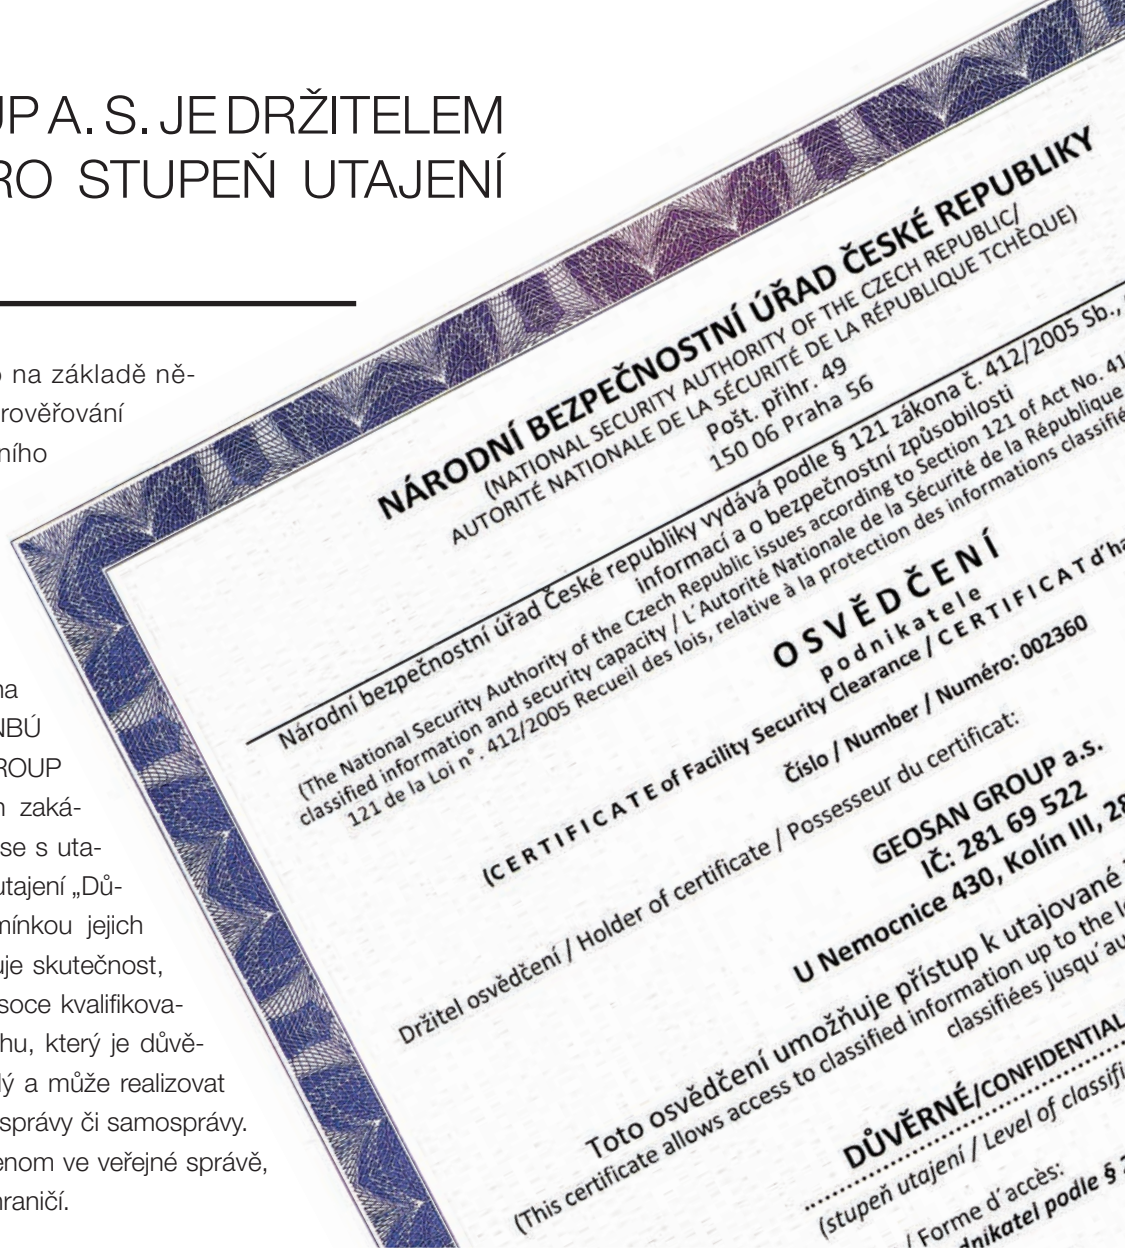 UP A. S. JE DRŽITELEM
RO STUPEŇ UTAJENÍ
na základě ně-
rověřování
ního
na
NBÚ
ROUP
zaká-
se s uta-
utajení „Dů-
mínkou jejich
uje skutečnost,
soce kvalifikova-
hu, který je důvě-
lý a může realizovat
správy či samosprávy.
enom ve veřejné správě,
hraničí.
NÁRODNÍ BEZPEČNOSTNÍ ÚŘAD ČESKÉ REPUBLIKY
(NATIONAL SECURITY AUTHORITY OF THE CZECH REPUBLIC/
AUTORITÉ NATIONALE DE LA SÉCURITÉ DE LA RÉPUBLIQUE TCHÈQUE)
Pošt. přihr. 49
150 06 Praha 56
Národní bezpečnostní úřad České republiky vydává podle § 121 zákona č. 412/2005 Sb.,
informací a o bezpečnostní způsobilosti
(The National Security Authority of the Czech Republic issues according to Section 121 of Act No. 41
classified information and security capacity / L´Autorité Nationale de la Sécurité de la République
121 de la Loi n°. 412/2005 Recueil des lois, relative à la protection des informations classifié
OSVĚDČENÍ
podnikatele
(CERTIFICATE of Facility Security Clearance / CERTIFICAT d´ha
Číslo / Number / Numéro: 002360
Držitel osvědčení / Holder of certificate / Possesseur du certificat:
GEOSAN GROUP a.s.
IČ: 281 69 522
U Nemocnice 430, Kolín III, 28
Toto osvědčení umožňuje přístup k utajované
(This certificate allows access to classified information up to the l
classifiées jusqu´au
DŮVĚRNÉ/CONFIDENTIAL
(stupeň utajení / Level of classifi
/ Forme d´accès:
dnikatel podle §